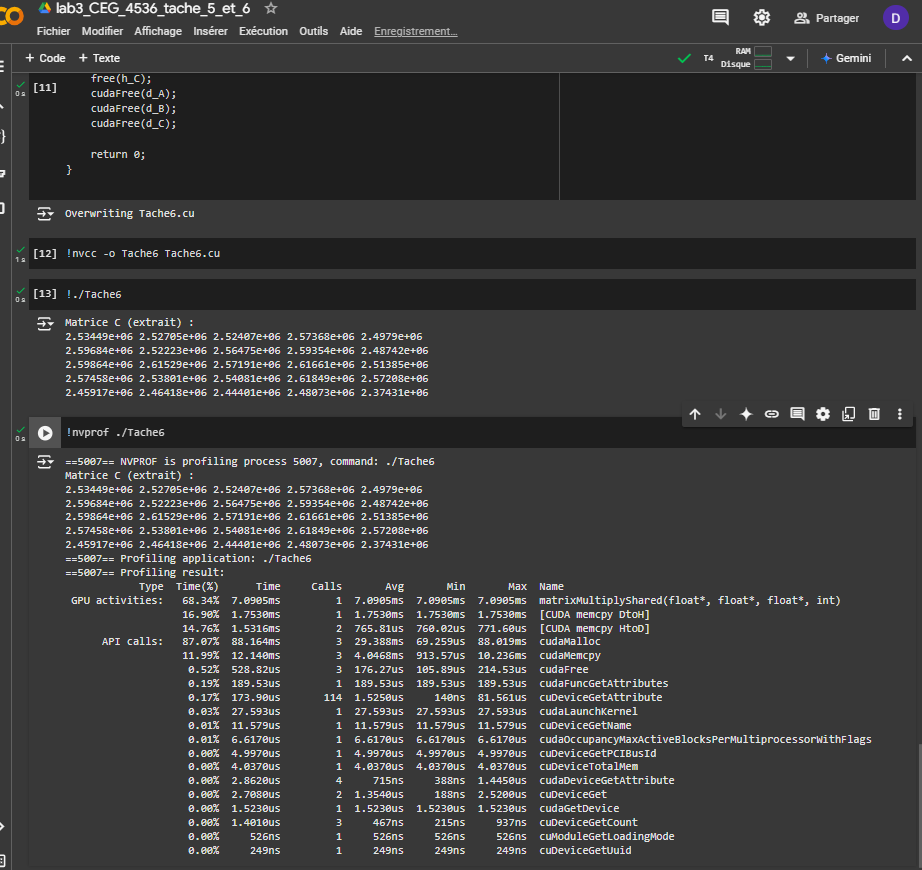 lab3_CEG_4536_tache_5_et_6
Fichier Modifier Affichage Insérer Exécution Outils Aide Enregistrement...
Partager
D
+ Code + Texte
T4 RAM Disque
Gemini
[11] free(h_C);
0 s
cudaFree(d_A);
cudaFree(d_B);
cudaFree(d_C);
return 0;
}
Overwriting Tache6.cu
[12] !nvcc -o Tache6 Tache6.cu
1 s
[13] !./Tache6
0 s
Matrice C (extrait) :
2.53449e+06 2.52705e+06 2.52407e+06 2.57368e+06 2.4979e+06
2.59684e+06 2.52223e+06 2.56475e+06 2.59354e+06 2.48742e+06
2.59864e+06 2.61529e+06 2.57191e+06 2.61661e+06 2.51385e+06
2.57458e+06 2.53801e+06 2.54081e+06 2.61849e+06 2.57208e+06
2.45917e+06 2.46418e+06 2.44401e+06 2.48073e+06 2.37431e+06
!nvprof ./Tache6
0 s
==5007== NVPROF is profiling process 5007, command: ./Tache6
Matrice C (extrait) :
2.53449e+06 2.52705e+06 2.52407e+06 2.57368e+06 2.4979e+06
2.59684e+06 2.52223e+06 2.56475e+06 2.59354e+06 2.48742e+06
2.59864e+06 2.61529e+06 2.57191e+06 2.61661e+06 2.51385e+06
2.57458e+06 2.53801e+06 2.54081e+06 2.61849e+06 2.57208e+06
2.45917e+06 2.46418e+06 2.44401e+06 2.48073e+06 2.37431e+06
==5007== Profiling application: ./Tache6
==5007== Profiling result:
Type Time(%) Time Calls Avg Min Max Name
GPU activities: 68.34% 7.0905ms 1 7.0905ms 7.0905ms 7.0905ms matrixMultiplyShared(float*, float*, float*, int)
16.90% 1.7530ms 1 1.7530ms 1.7530ms 1.7530ms [CUDA memcpy DtoH]
14.76% 1.5316ms 2 765.81us 760.02us 771.60us [CUDA memcpy HtoD]
API calls: 87.07% 88.164ms 3 29.388ms 69.259us 88.019ms cudaMalloc
11.99% 12.140ms 3 4.0468ms 913.57us 10.236ms cudaMemcpy
0.52% 528.82us 3 176.27us 105.89us 214.53us cudaFree
0.19% 189.53us 1 189.53us 189.53us 189.53us cudaFuncGetAttributes
0.17% 173.90us 114 1.5250us 140ns 81.561us cuDeviceGetAttribute
0.03% 27.593us 1 27.593us 27.593us 27.593us cudaLaunchKernel
0.01% 11.579us 1 11.579us 11.579us 11.579us cuDeviceGetName
0.01% 6.6170us 1 6.6170us 6.6170us 6.6170us cudaOccupancyMaxActiveBlocksPerMultiprocessorWithFlags
0.00% 4.9970us 1 4.9970us 4.9970us 4.9970us cuDeviceGetPCIBusId
0.00% 4.0370us 1 4.0370us 4.0370us 4.0370us cuDeviceTotalMem
0.00% 2.8620us 4 715ns 388ns 1.4450us cudaDeviceGetAttribute
0.00% 2.7080us 2 1.3540us 188ns 2.5200us cuDeviceGet
0.00% 1.5230us 1 1.5230us 1.5230us 1.5230us cudaGetDevice
0.00% 1.4010us 3 467ns 215ns 937ns cuDeviceGetCount
0.00% 526ns 1 526ns 526ns 526ns cuModuleGetLoadingMode
0.00% 249ns 1 249ns 249ns 249ns cuDeviceGetUuid